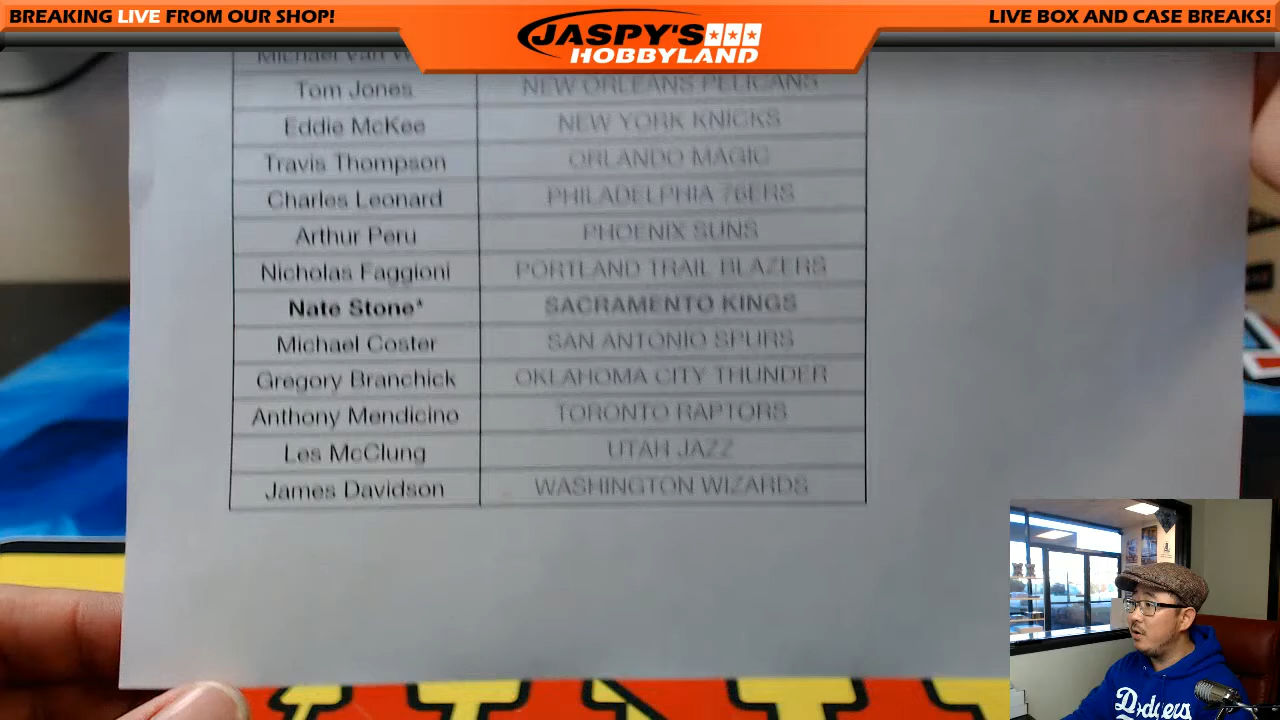 BREAKING LIVE FROM OUR SHOP!
JASPY'S
HOBBYLAND
LIVE BOX AND CASE BREAKS!
Michael Van
Tom Jones NEW ORLEANS PELICANS
Eddie McKee NEW YORK KNICKS
Travis Thompson ORLANDO MAGIC
Charles Leonard PHILADELPHIA 76ERS
Arthur Peru PHOENIX SUNS
Nicholas Faggioni PORTLAND TRAIL BLAZERS
Nate Stone* SACRAMENTO KINGS
Michael Coster SAN ANTONIO SPURS
Gregory Branchick OKLAHOMA CITY THUNDER
Anthony Mendicino TORONTO RAPTORS
Les McClung UTAH JAZZ
James Davidson WASHINGTON WIZARDS
Dodgers